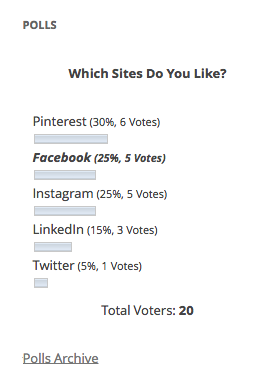 POLLS
Which Sites Do You Like?
Pinterest (30%, 6 Votes)
Facebook (25%, 5 Votes)
Instagram (25%, 5 Votes)
LinkedIn (15%, 3 Votes)
Twitter (5%, 1 Votes)
Total Voters: 20
Polls Archive